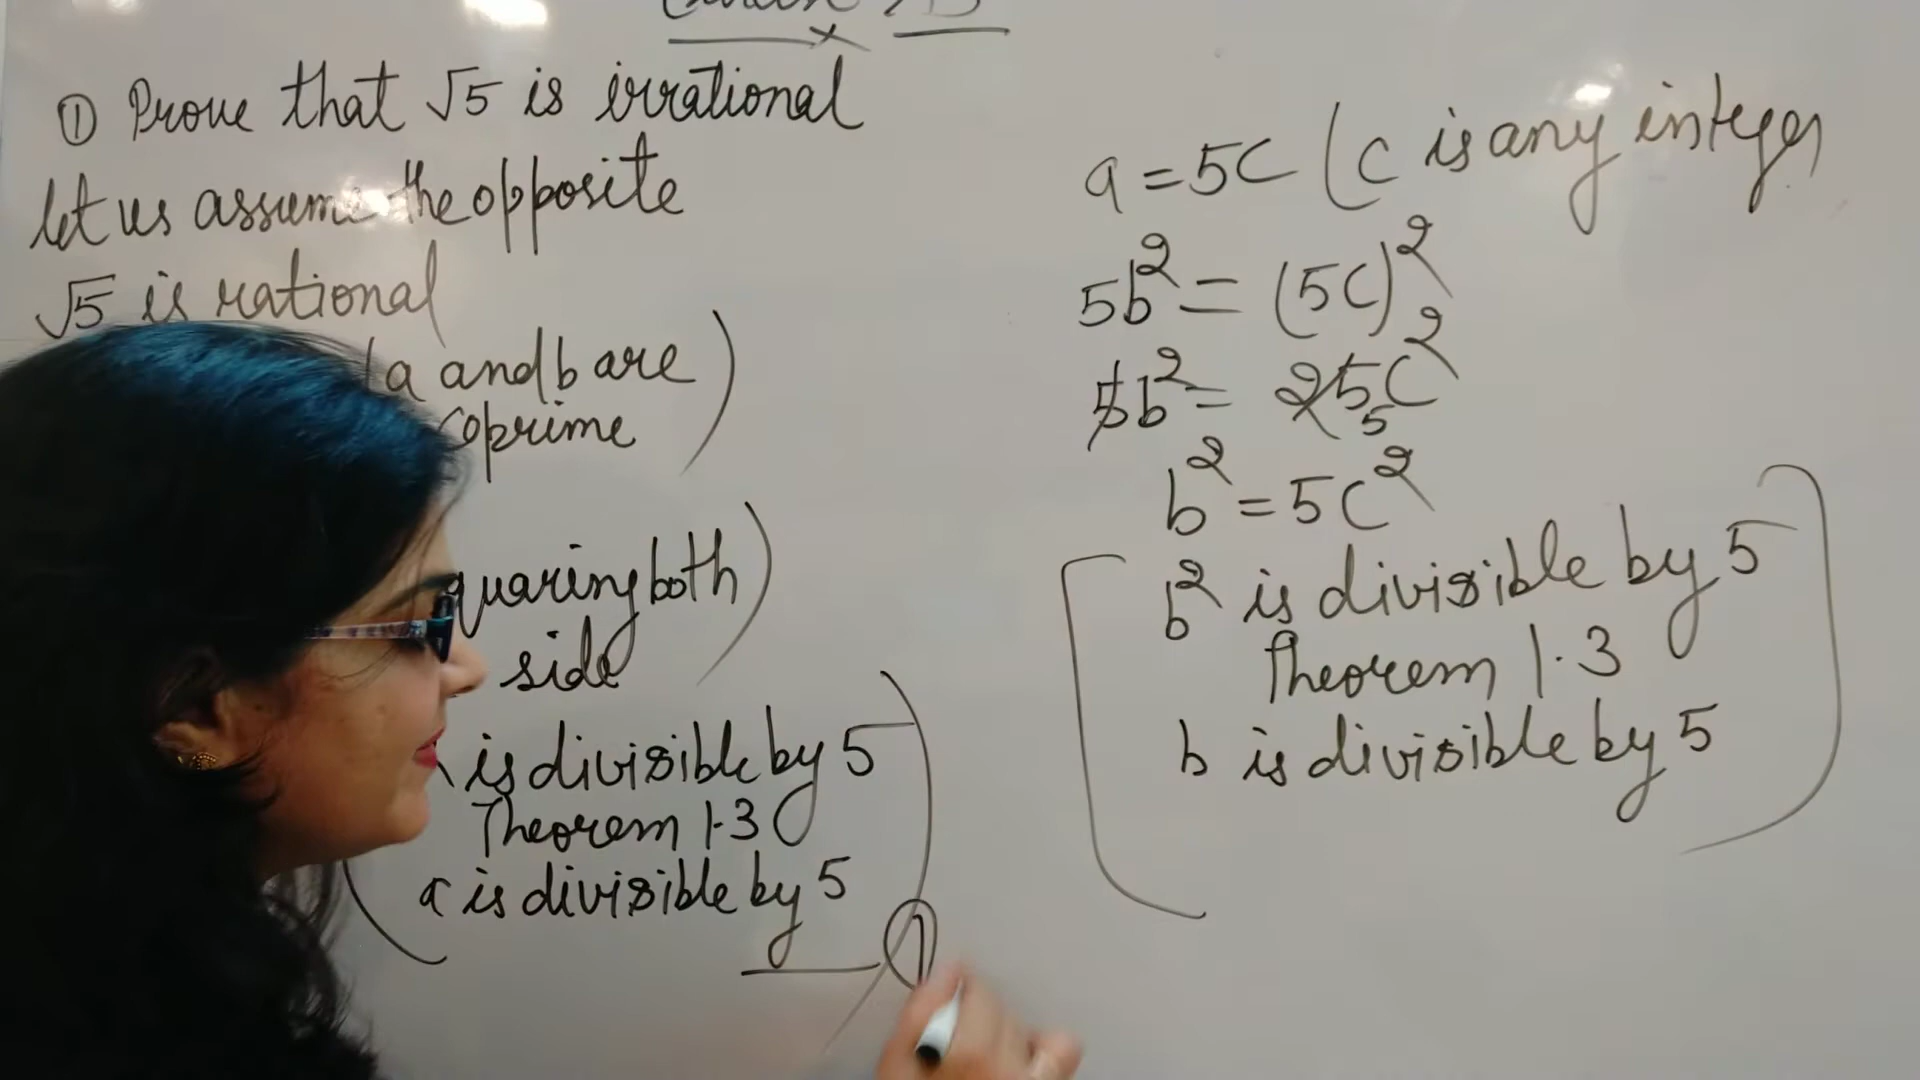 ① Prove that √5 is irrational
let us assume the opposite
√5 is rational
(a and b are
coprime)
quaring both
side)
is divisible by 5
Theorem 1.3
a is divisible by 5
①
a = 5c (c is any integer
5b² = (5c)²
5b² = 25c²
5
b² = 5c²
b² is divisible by 5
Theorem 1.3
b is divisible by 5